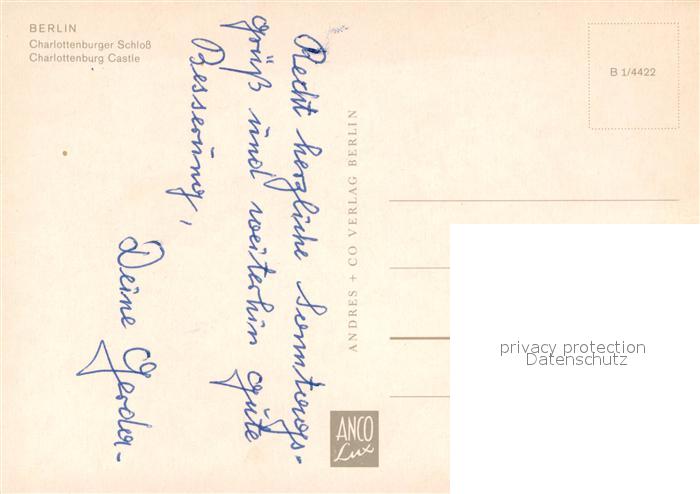 BERLIN
Charlottenburger Schloß
Charlottenburg Castle
Recht herzliche Sonntags-
grüß und weiterhin gute
Besserung,
Deine Gerda-
ANDRES + CO VERLAG BERLIN
ANCO
Lux
B 1/4422
privacy protection
Datenschutz